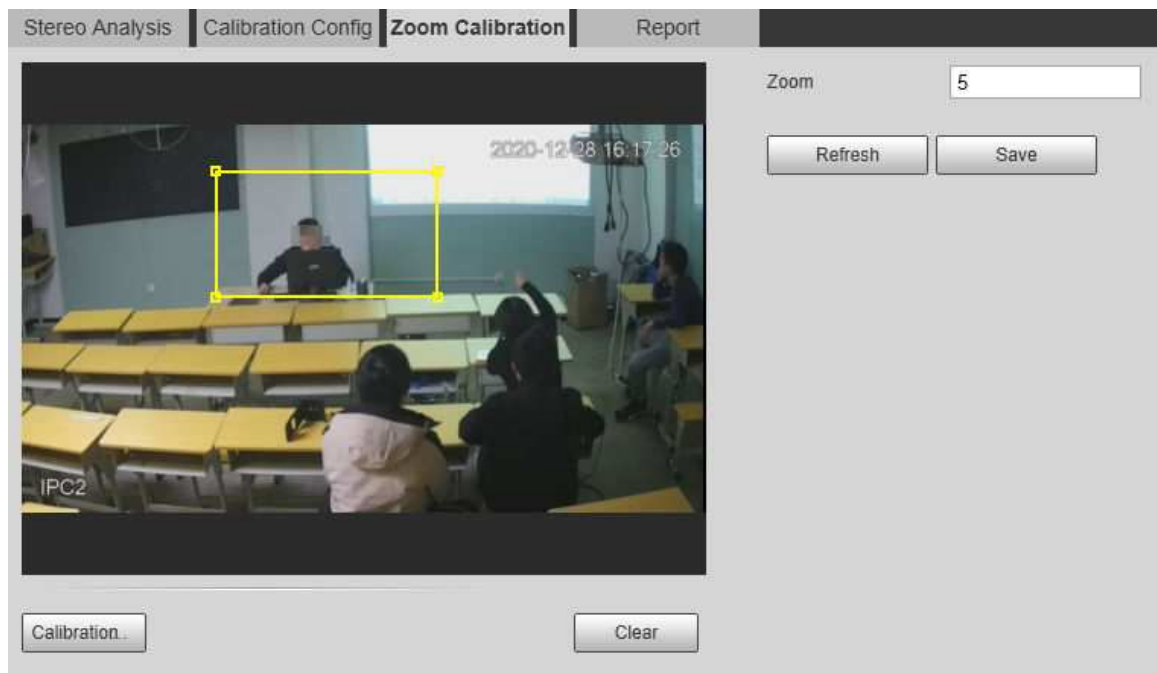 Stereo Analysis
Calibration Config
Zoom Calibration
Report
Zoom
5
2020-12-28 16:17:26
Refresh
Save
IPC2
Calibration..
Clear